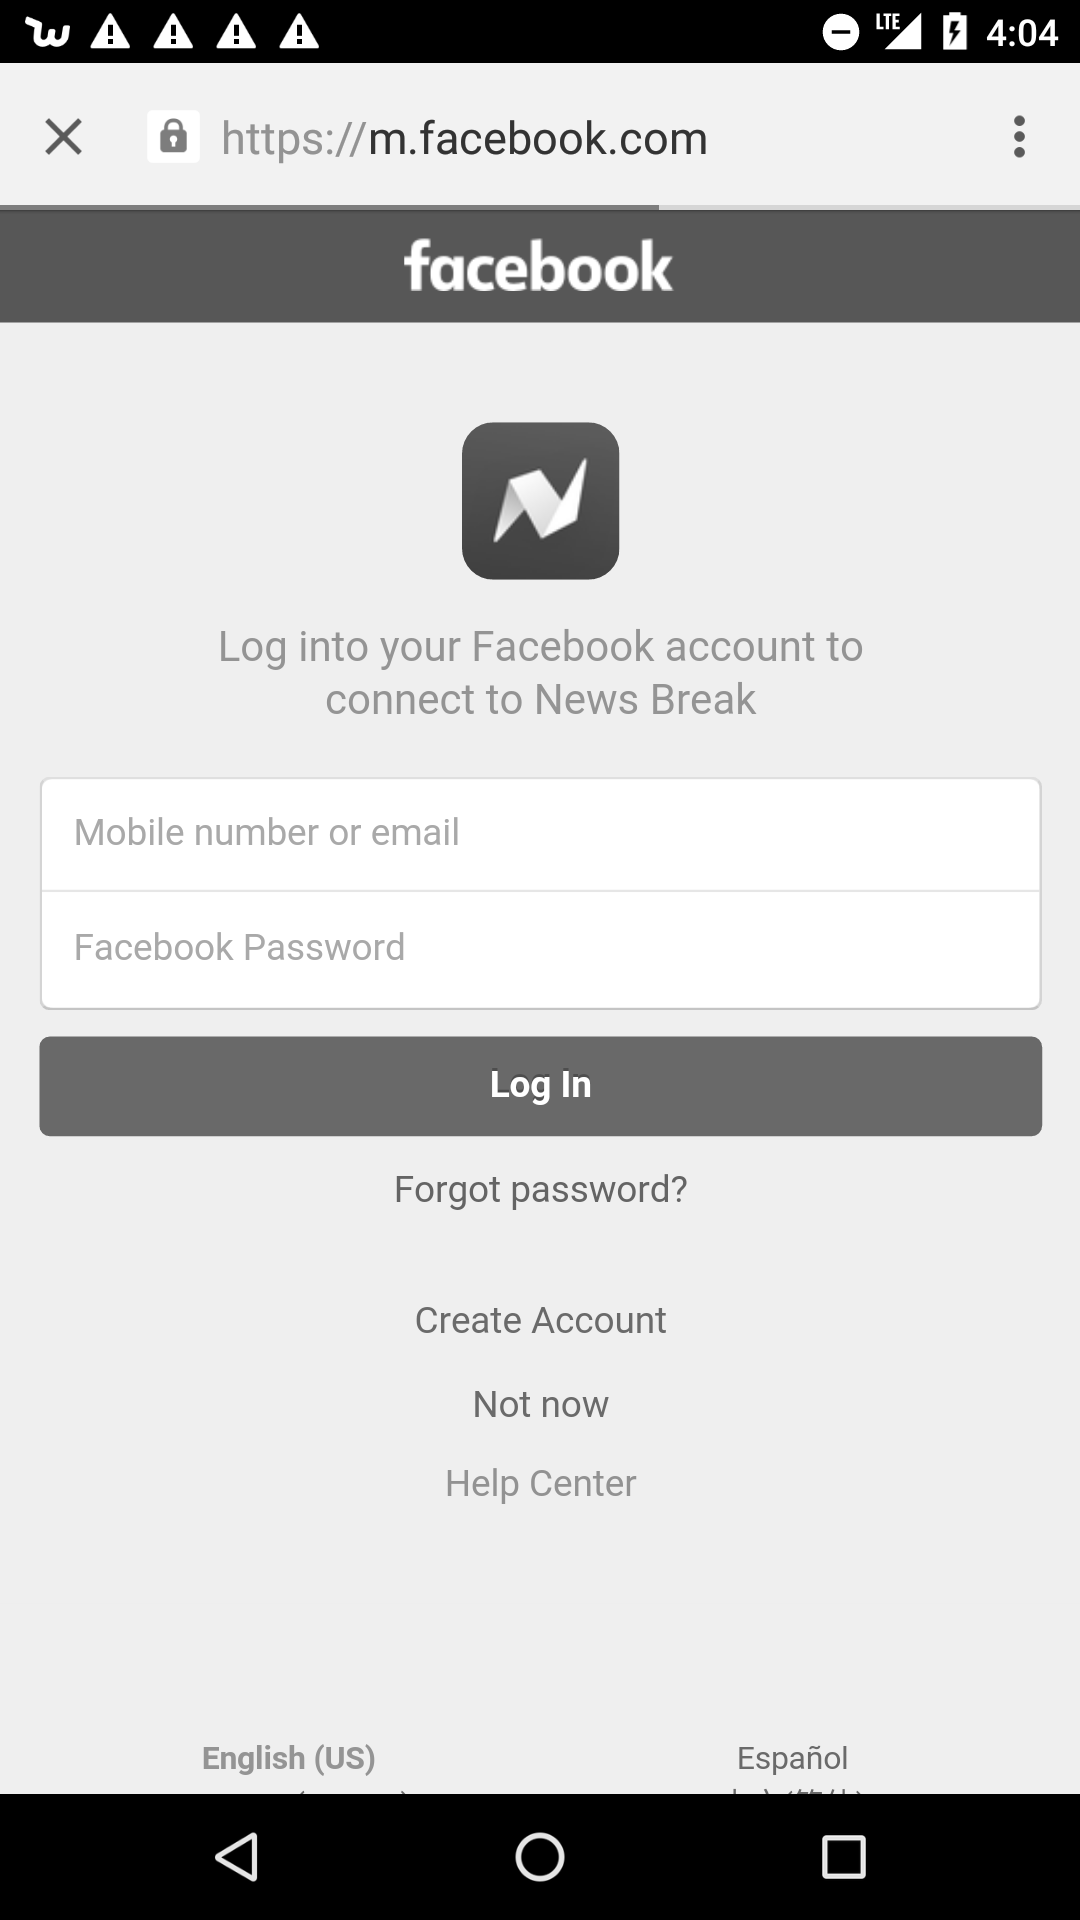 LTE 4:04
https://m.facebook.com
facebook
Log into your Facebook account to
connect to News Break
Mobile number or email
Facebook Password
Log In
Forgot password?
Create Account
Not now
Help Center
English (US) Español